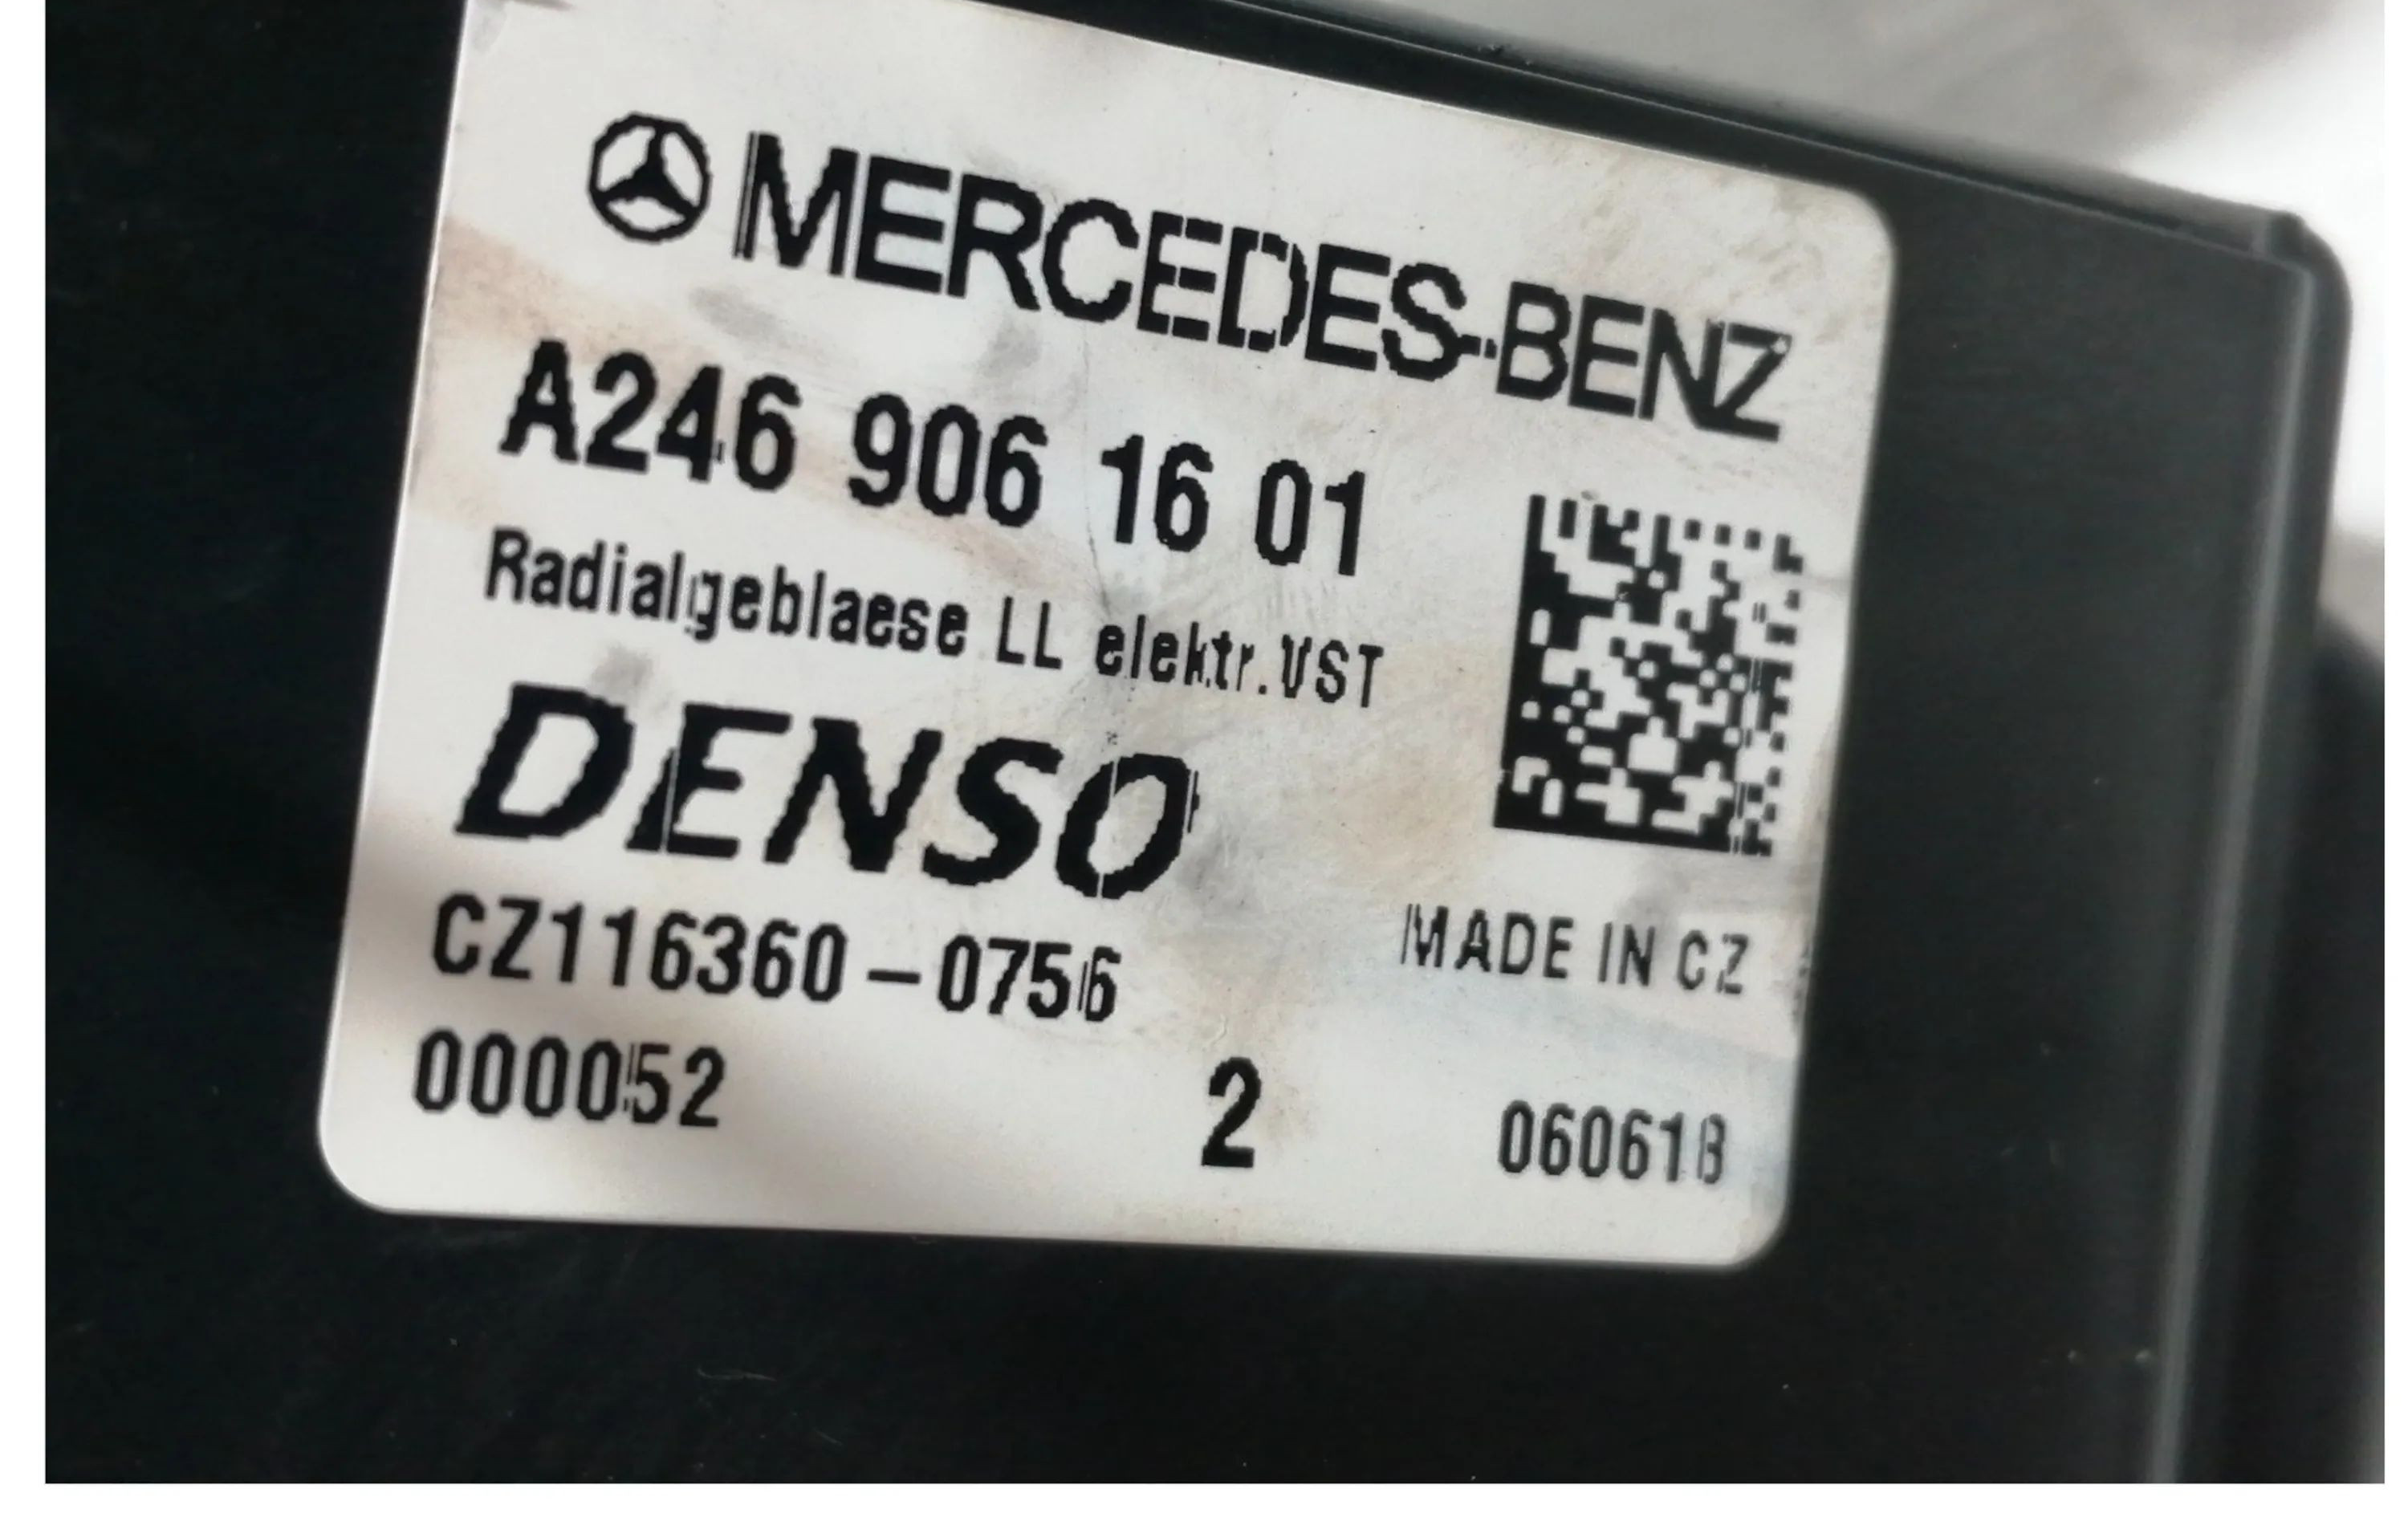 MERCEDES-BENZ
A246 906 16 01
Radialgeblaese LL elektr.VST
DENSO
CZ116360-0756
MADE IN CZ
000052 2 060618